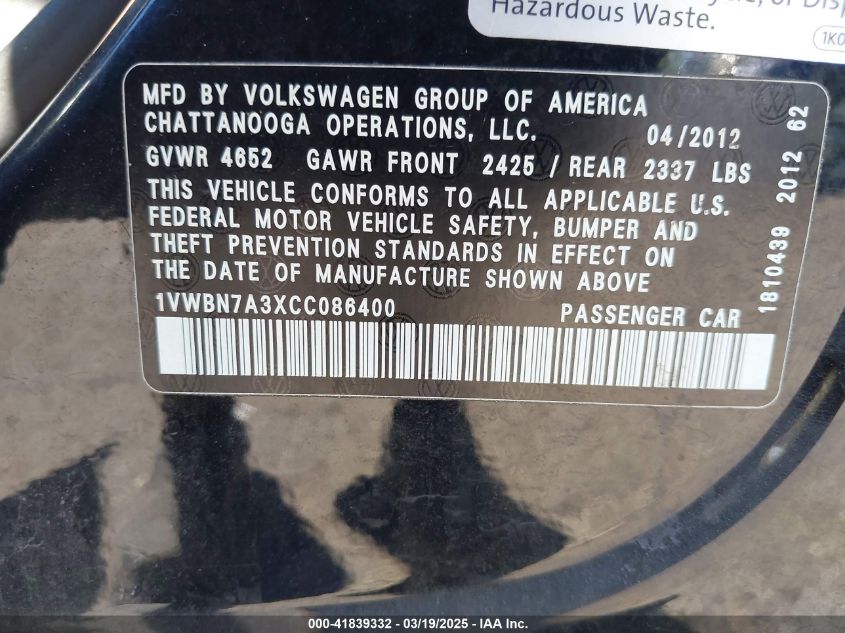 Hazardous Waste.
1K0
MFD BY VOLKSWAGEN GROUP OF AMERICA
CHATTANOOGA OPERATIONS, LLC. 04/2012
GVWR 4652 GAWR FRONT 2425 / REAR 2337 LBS
THIS VEHICLE CONFORMS TO ALL APPLICABLE U.S.
FEDERAL MOTOR VEHICLE SAFETY, BUMPER AND
THEFT PREVENTION STANDARDS IN EFFECT ON
THE DATE OF MANUFACTURE SHOWN ABOVE
1VWBN7A3XCC086400 PASSENGER CAR
1810439 2012 62
000-41839332 - 03/19/2025 - IAA Inc.